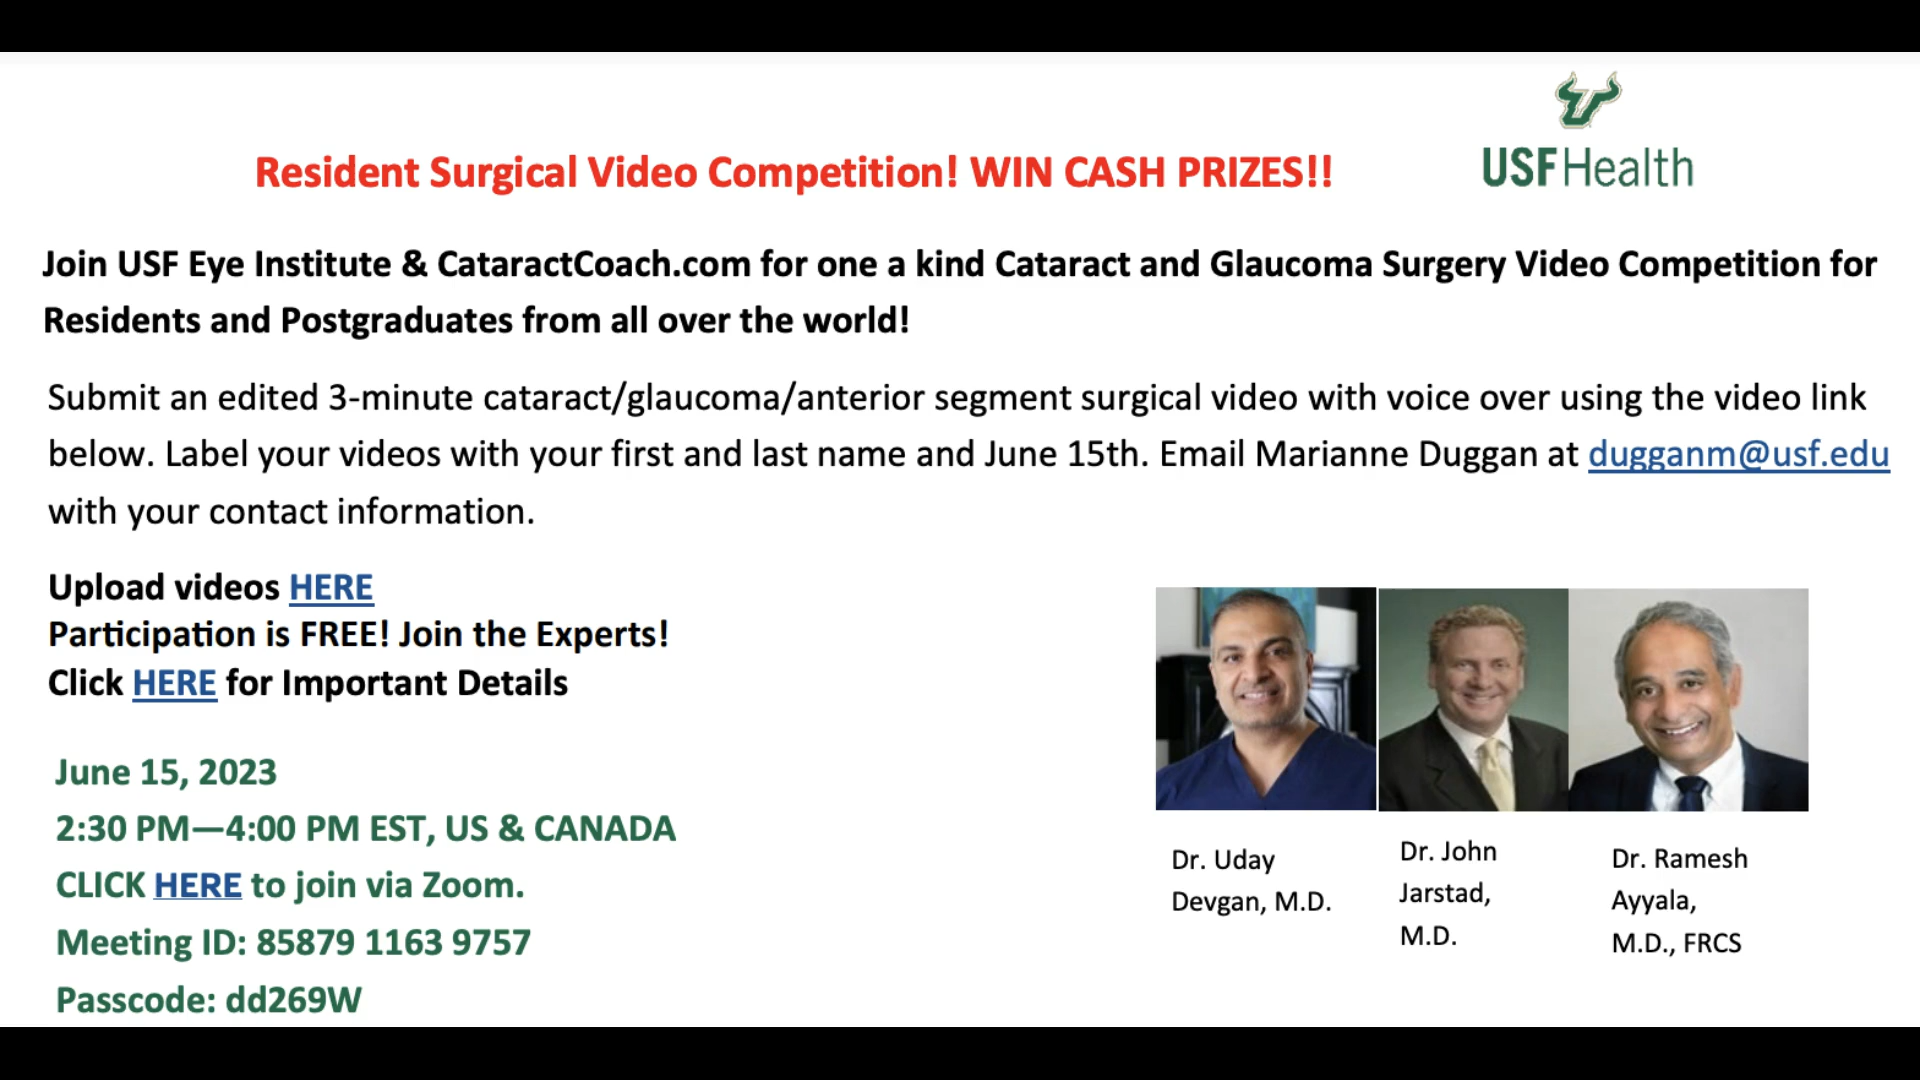 USF Health
Resident Surgical Video Competition! WIN CASH PRIZES!!
Join USF Eye Institute & CataractCoach.com for one a kind Cataract and Glaucoma Surgery Video Competition for
Residents and Postgraduates from all over the world!
Submit an edited 3-minute cataract/glaucoma/anterior segment surgical video with voice over using the video link
below. Label your videos with your first and last name and June 15th. Email Marianne Duggan at dugganm@usf.edu
with your contact information.
Upload videos HERE
Participation is FREE! Join the Experts!
Click HERE for Important Details
June 15, 2023
2:30 PM—4:00 PM EST, US & CANADA
CLICK HERE to join via Zoom.
Meeting ID: 85879 1163 9757
Passcode: dd269W
Dr. Uday
Devgan, M.D.
Dr. John
Jarstad,
M.D.
Dr. Ramesh
Ayyala,
M.D., FRCS